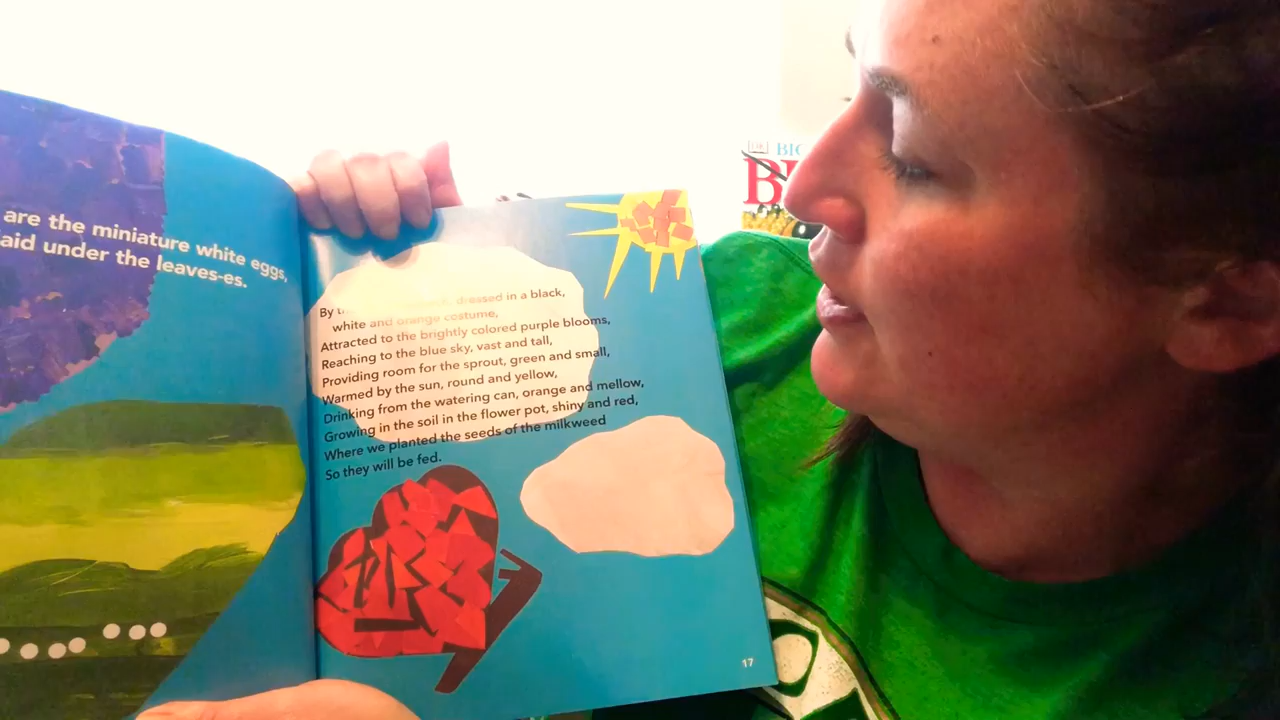 are the miniature white eggs,
laid under the leaves-es.
By dressed in a black,
white and orange costume,
Attracted to the brightly colored purple blooms,
Reaching to the blue sky, vast and tall,
Providing room for the sprout, green and small,
Warmed by the sun, round and yellow,
Drinking from the watering can, orange and mellow,
Growing in the soil in the flower pot, shiny and red,
Where we planted the seeds of the milkweed
So they will be fed.
17